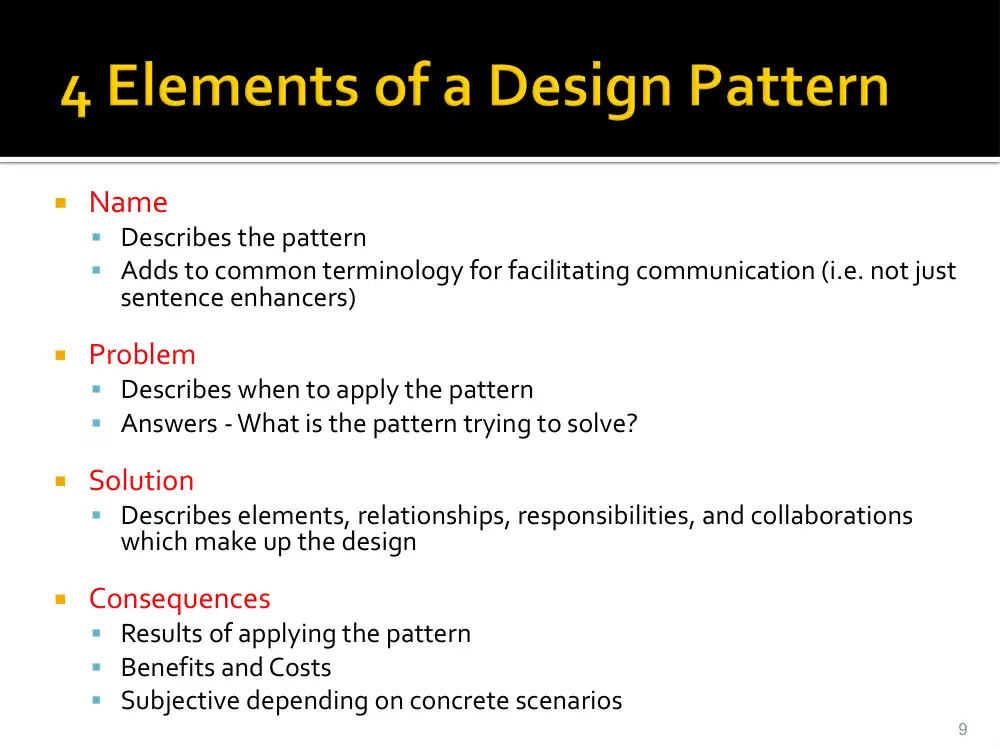 4 Elements of a Design Pattern
Name
Describes the pattern
Adds to common terminology for facilitating communication (i.e. not just
sentence enhancers)
Problem
Describes when to apply the pattern
Answers - What is the pattern trying to solve?
Solution
Describes elements, relationships, responsibilities, and collaborations
which make up the design
Consequences
Results of applying the pattern
Benefits and Costs
Subjective depending on concrete scenarios
9